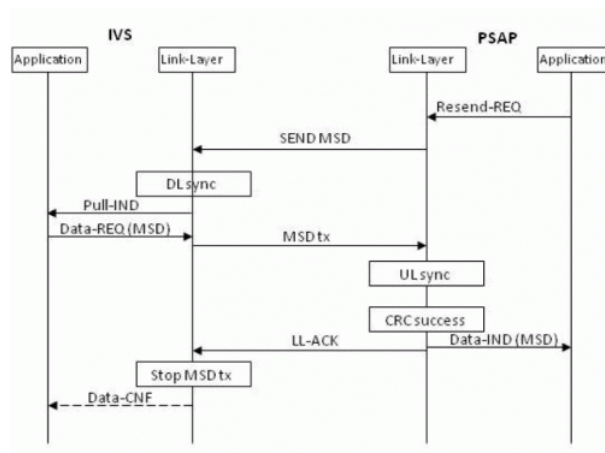 IVS
PSAP
Application
Link-Layer
Link-Layer
Application
Resend-REQ
SEND MSD
DL sync
Pull-IND
Data-REQ (MSD)
MSD tx
UL sync
CRC success
LL-ACK
Data-IND (MSD)
Stop MSD tx
Data-CNF